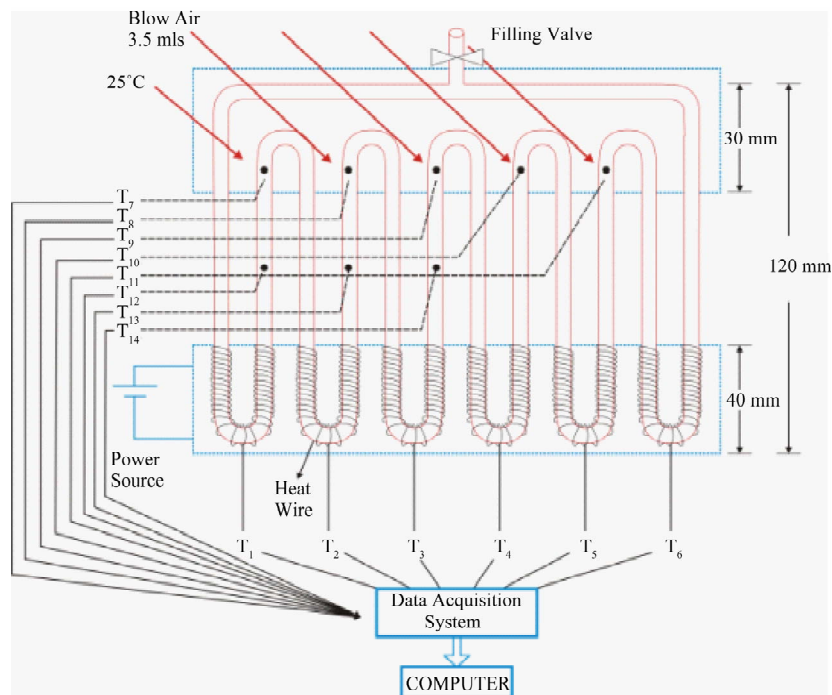 Blow Air
3.5 mls
Filling Valve
25°C
30 mm
T7
T8
T9
T10
T11
T12
T13
T14
120 mm
40 mm
Power
Source
Heat
Wire
T1 T2 T3 T4 T5 T6
Data Acquisition
System
COMPUTER